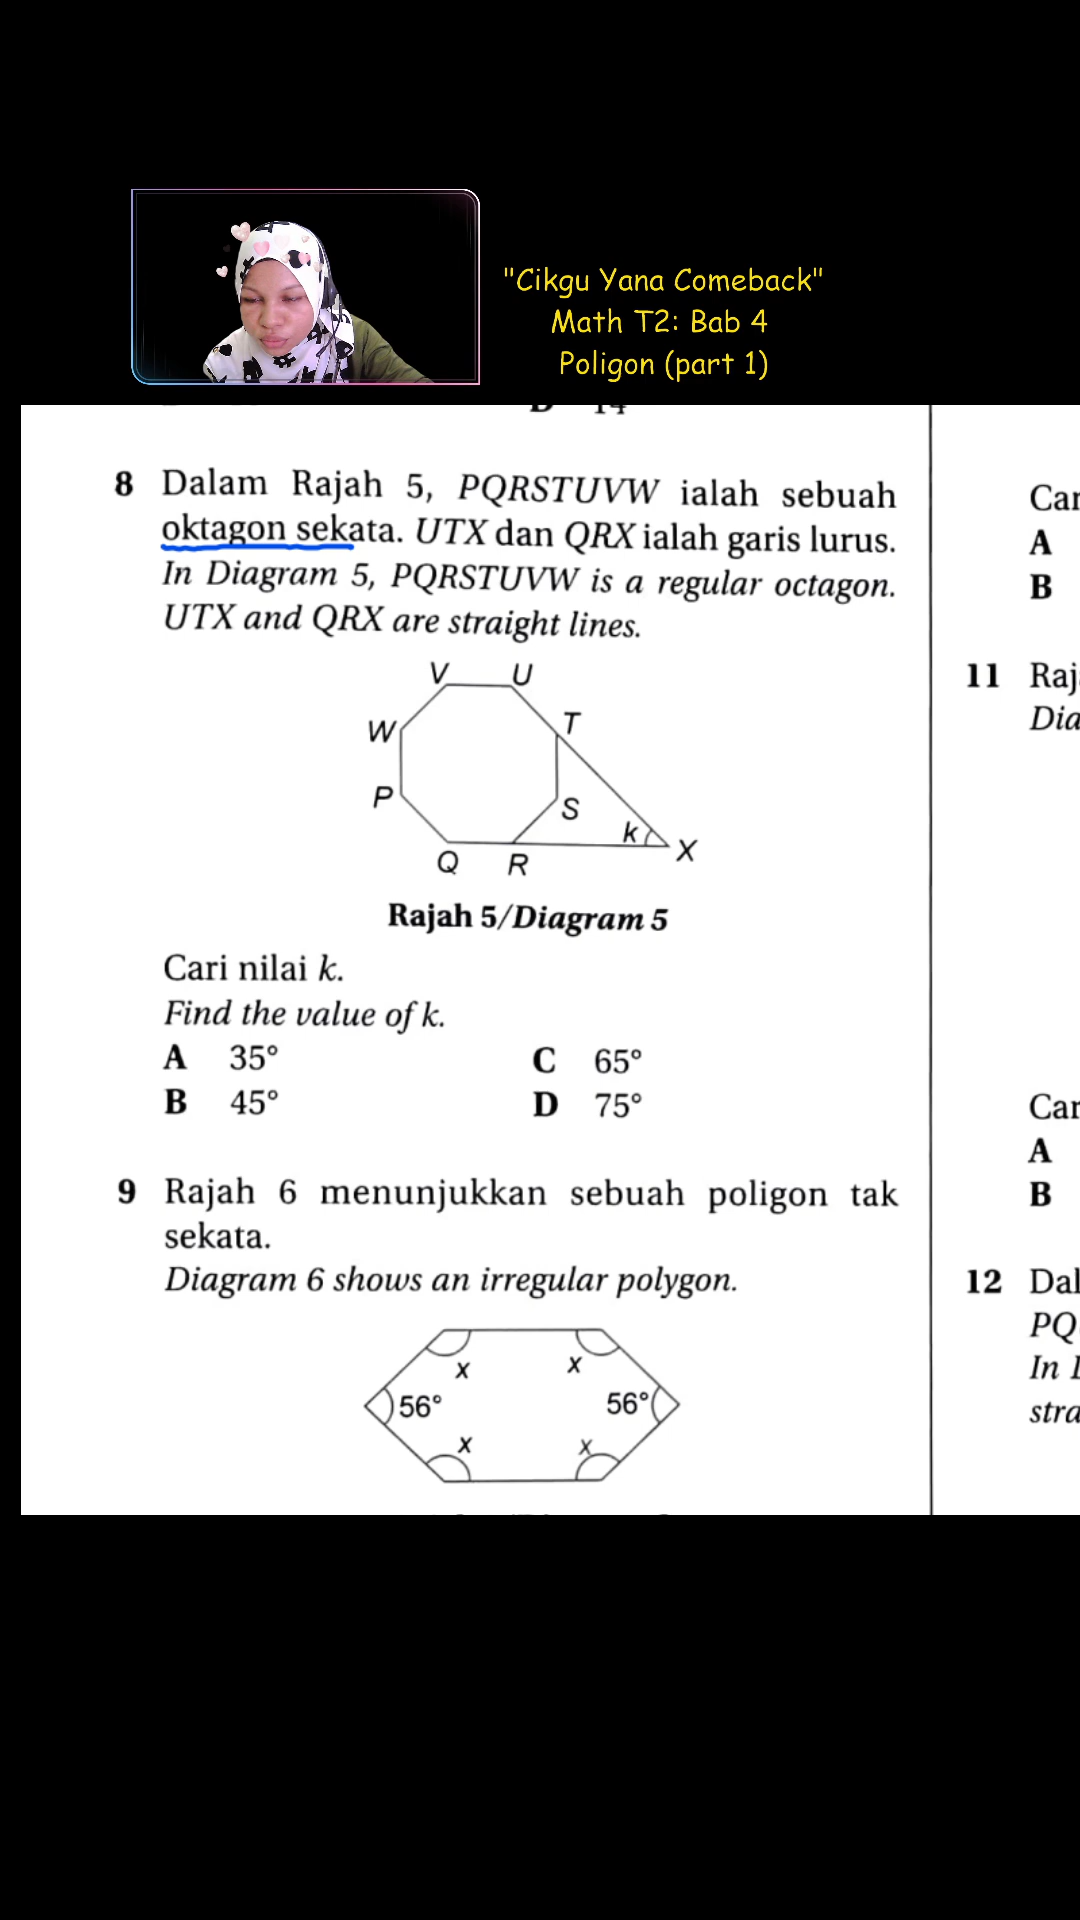 "Cikgu Yana Comeback"
Math T2: Bab 4
Poligon (part 1)
8 Dalam Rajah 5, PQRSTUVW ialah sebuah
oktagon sekata. UTX dan QRX ialah garis lurus.
In Diagram 5, PQRSTUVW is a regular octagon.
UTX and QRX are straight lines.
V U
W T
P S
k X
Q R
Rajah 5/Diagram 5
Cari nilai k.
Find the value of k.
A 35° C 65°
B 45° D 75°
9 Rajah 6 menunjukkan sebuah poligon tak
sekata.
Diagram 6 shows an irregular polygon.
x x
56° 56°
x x
A
B
11
A
B
12
PQ
In